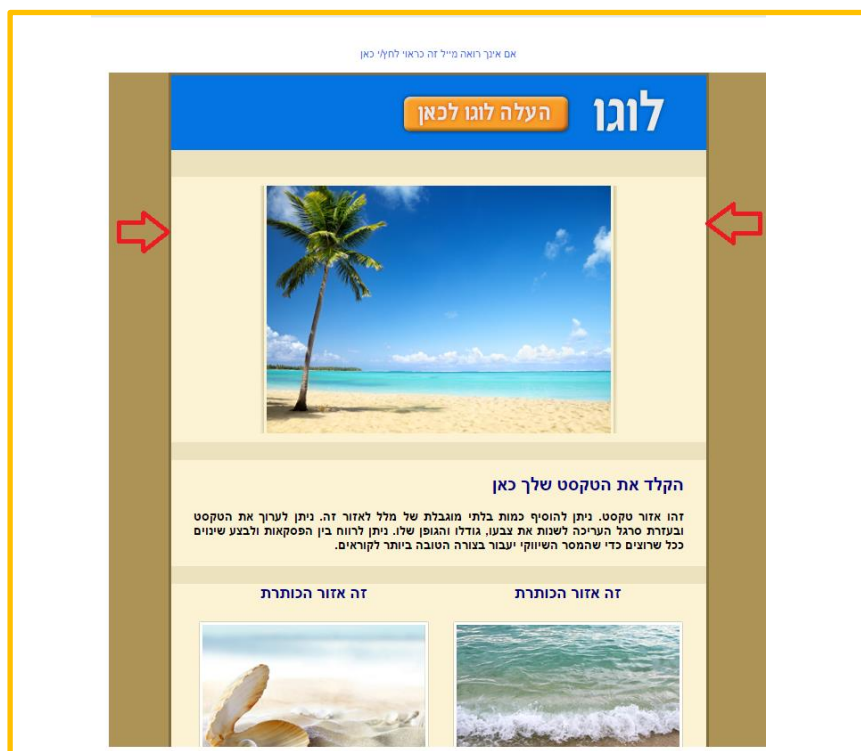 אם אינך רואה מייל זה כראוי לחץ/י כאן
לוגו
העלה לוגו לכאן
הקלד את הטקסט שלך כאן
זהו אזור טקסט. ניתן להוסיף כמות בלתי מוגבלת של מלל לאזור זה. ניתן לערוך את הטקסט
ובעזרת סרגל העריכה לשנות את צבעו, גודלו והגופן שלו. ניתן לרווח בין הפסקאות ולבצע שינוים
ככל שרוצים כדי שהמסר השיווקי יעבור בצורה הטובה ביותר לקוראים.
זה אזור הכותרת
זה אזור הכותרת